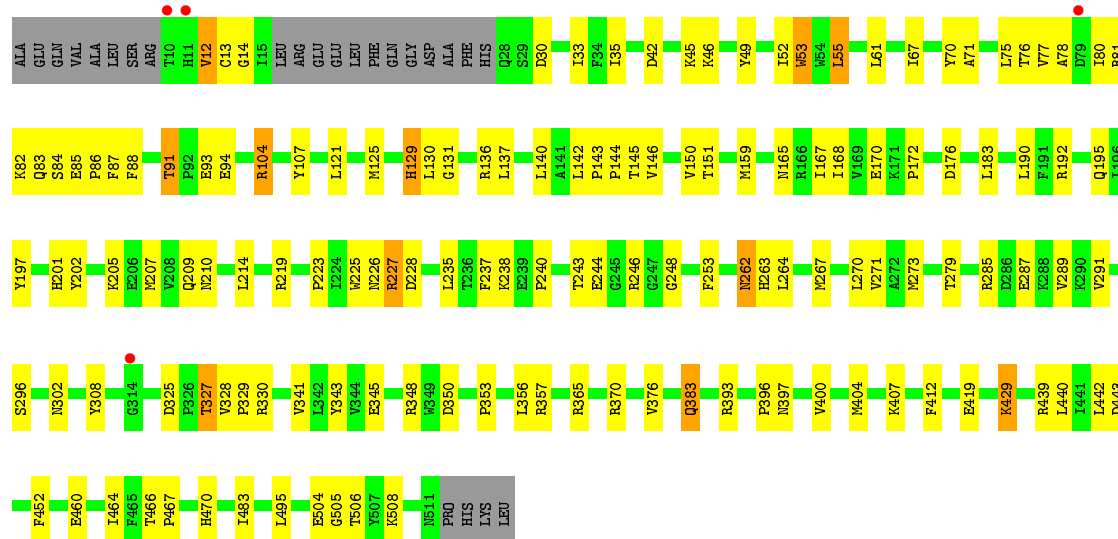 ALA GLU GLN VAL ALA LEU SER ARG T10 H11 V12 C13 G14 I15 LEU ARG GLU GLU LEU PHE GLN GLY ASP ALA PHE HIS Q28 S29 D30 I33 F34 I35 D42 K45 K46 Y49 I52 W53 W54 L55 L61 I67 Y70 A71 L75 T76 V77 A78 D79 I80
K82 Q83 S84 E85 P86 F87 F88 T91 P92 E93 E94 R104 Y107 L121 M125 H129 L130 G131 R136 L137 L140 A141 L142 P143 P144 T145 V146 V150 T151 M159 N165 R166 I167 I168 V169 E170 K171 P172 D176 L183 L190 F191 R192 Q195
Y197 H201 Y202 K205 E206 M207 V208 Q209 N210 L214 R219 P223 I224 W225 N226 R227 D228 L235 T236 F237 K238 E239 P240 T243 E244 G245 R246 G247 G248 F253 N262 H263 L264 M267 L270 V271 A272 M273 T279 R285 D286 E287 K288 V289 K290 V291
S296 N302 Y308 G314 D325 P326 T327 V328 P329 R330 V341 L342 Y343 V344 E345 R348 W349 D350 P353 L356 R357 R365 R370 V376 Q383 R393 P396 N397 V400 M404 K407 F412 E419 K429 R439 L440 I441 L442
F452 E460 I464 F465 T466 P467 H470 I483 L495 E504 G505 T506 Y507 K508 N511 PRO HIS LYS LEU